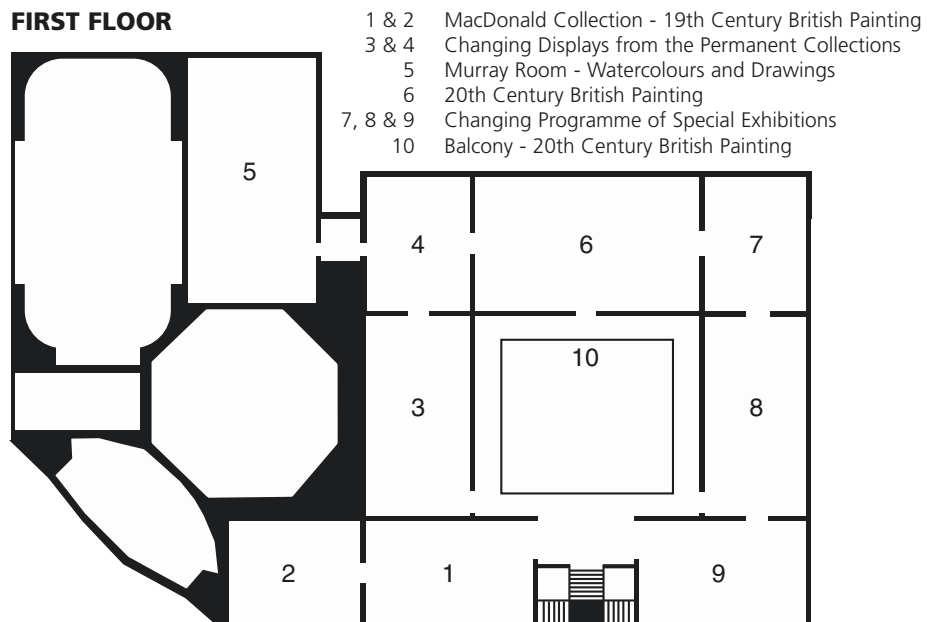 FIRST FLOOR
1 & 2 MacDonald Collection - 19th Century British Painting
3 & 4 Changing Displays from the Permanent Collections
5 Murray Room - Watercolours and Drawings
6 20th Century British Painting
7, 8 & 9 Changing Programme of Special Exhibitions
10 Balcony - 20th Century British Painting
5
4
6
7
10
3
8
2
1
9